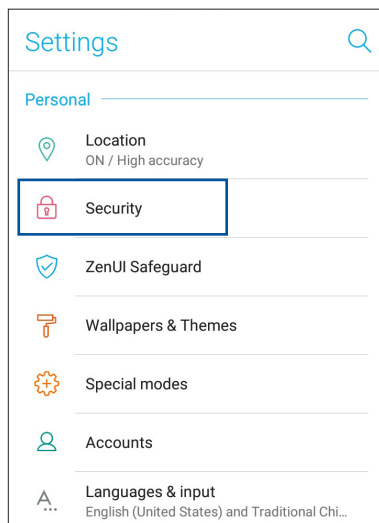 Settings
Personal
Location
ON / High accuracy
Security
ZenUI Safeguard
Wallpapers & Themes
Special modes
Accounts
Languages & input
English (United States) and Traditional Chi...